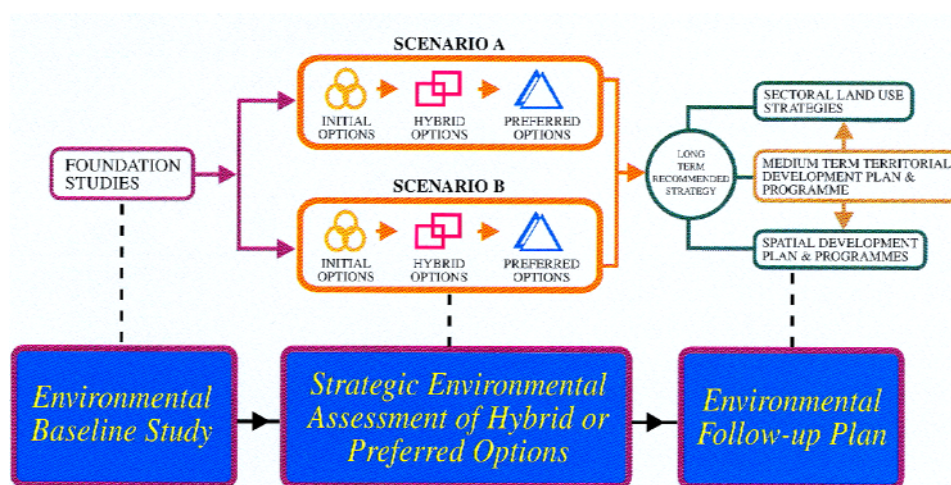 SCENARIO A
INITIAL
OPTIONS
HYBRID
OPTIONS
PREFERRED
OPTIONS
FOUNDATION
STUDIES
SCENARIO B
INITIAL
OPTIONS
HYBRID
OPTIONS
PREFERRED
OPTIONS
LONG
TERM
RECOMMENDED
STRATEGY
SECTORAL LAND USE
STRATEGIES
MEDIUM TERM TERRITORIAL
DEVELOPMENT PLAN &
PROGRAMME
SPATIAL DEVELOPMENT
PLAN & PROGRAMMES
Environmental
Baseline Study
Strategic Environmental
Assessment of Hybrid or
Preferred Options
Environmental
Follow-up Plan